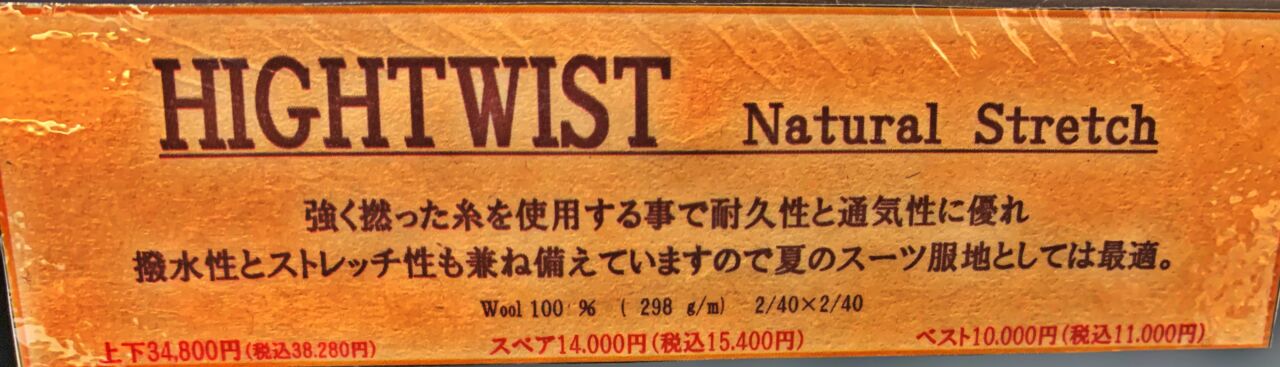 HIGHTWIST Natural Stretch
強く撚った糸を使用する事で耐久性と通気性に優れ
撥水性とストレッチ性も兼ね備えていますので夏のスーツ服地としては最適。
Wool 100 % ( 298 g/m) 2/40×2/40
上下34,800円(税込38.280円) スペア14.000円(税込15.400円) ベスト10.000円(税込11.000円)